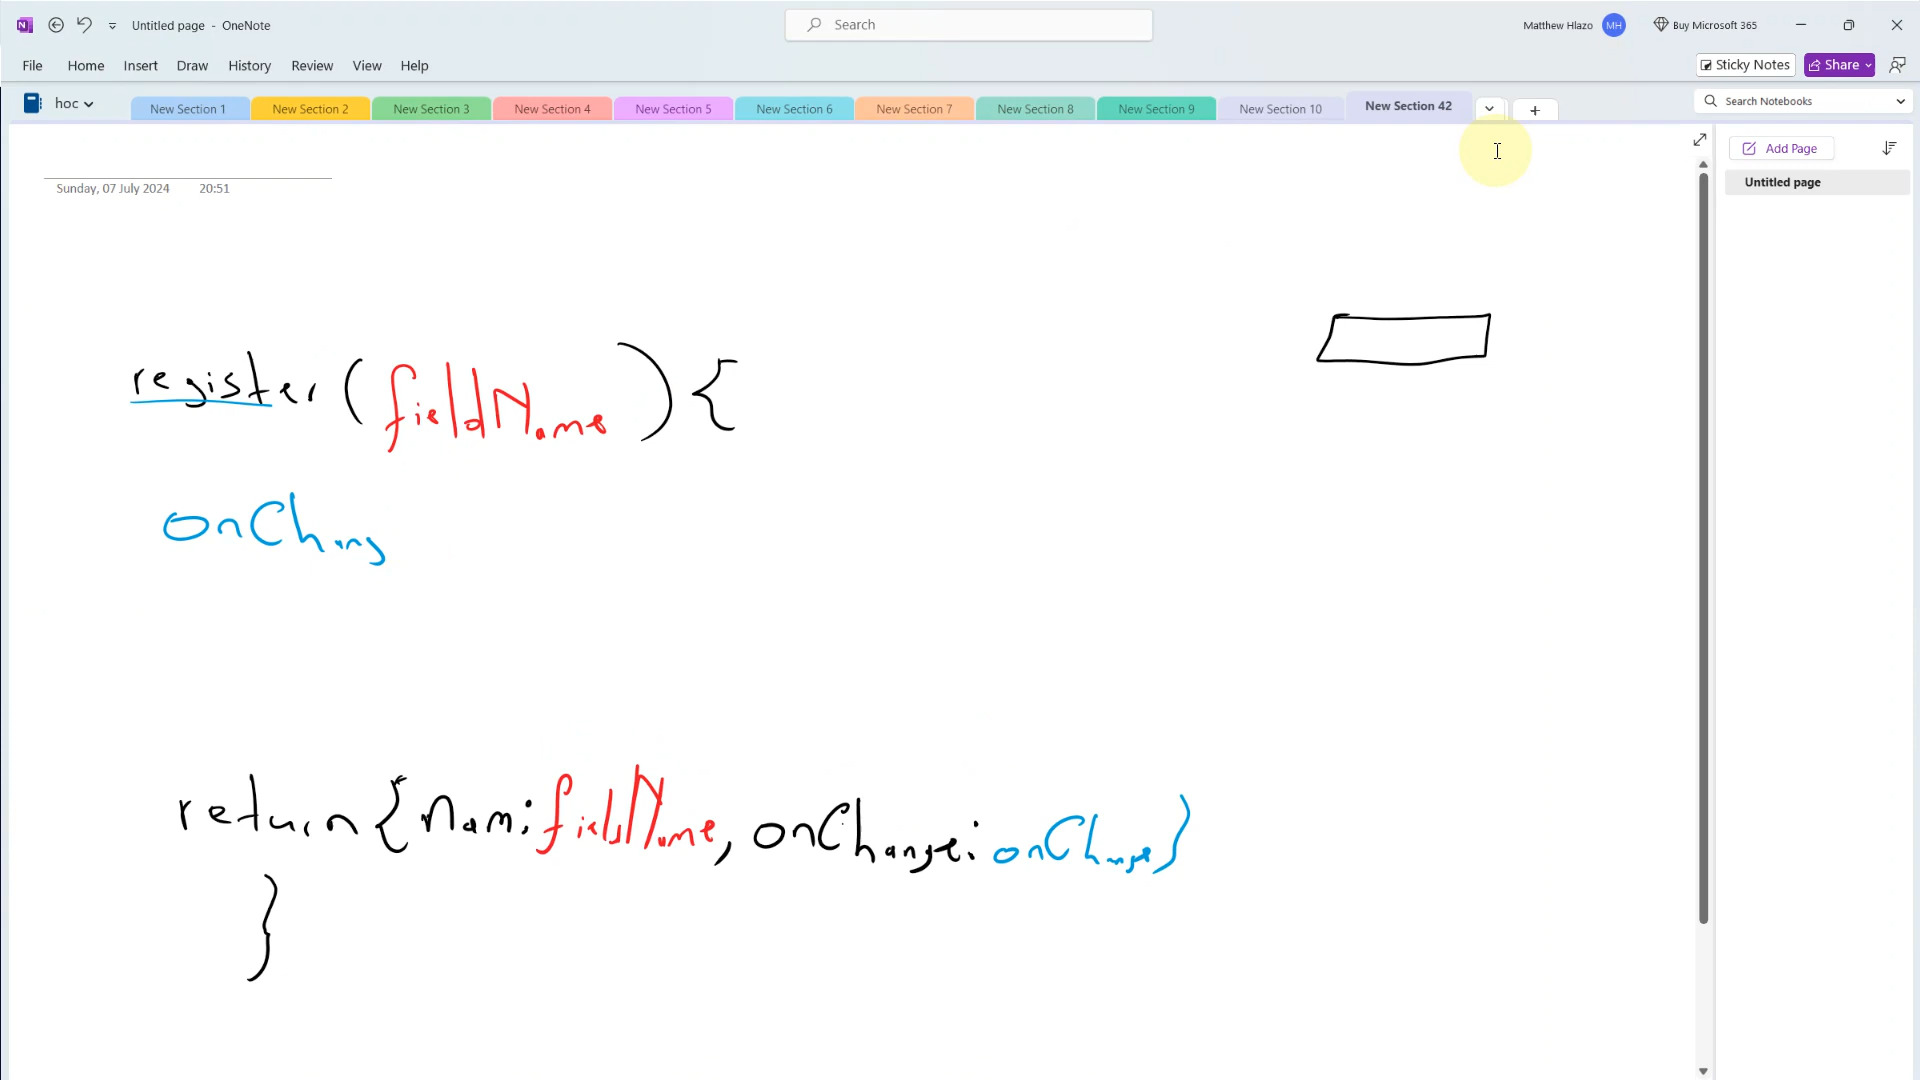 Untitled page - OneNote
Search
Matthew Hlazo MH
Buy Microsoft 365
File Home Insert Draw History Review View Help
Sticky Notes Share
hoc New Section 1 New Section 2 New Section 3 New Section 4 New Section 5 New Section 6 New Section 7 New Section 8 New Section 9 New Section 10 New Section 42 +
Search Notebooks
Add Page
Untitled page
Sunday, 07 July 2024 20:51
register ( fieldName ) {
onChang
return { Nam: fieldName, onChange: onChange }
}